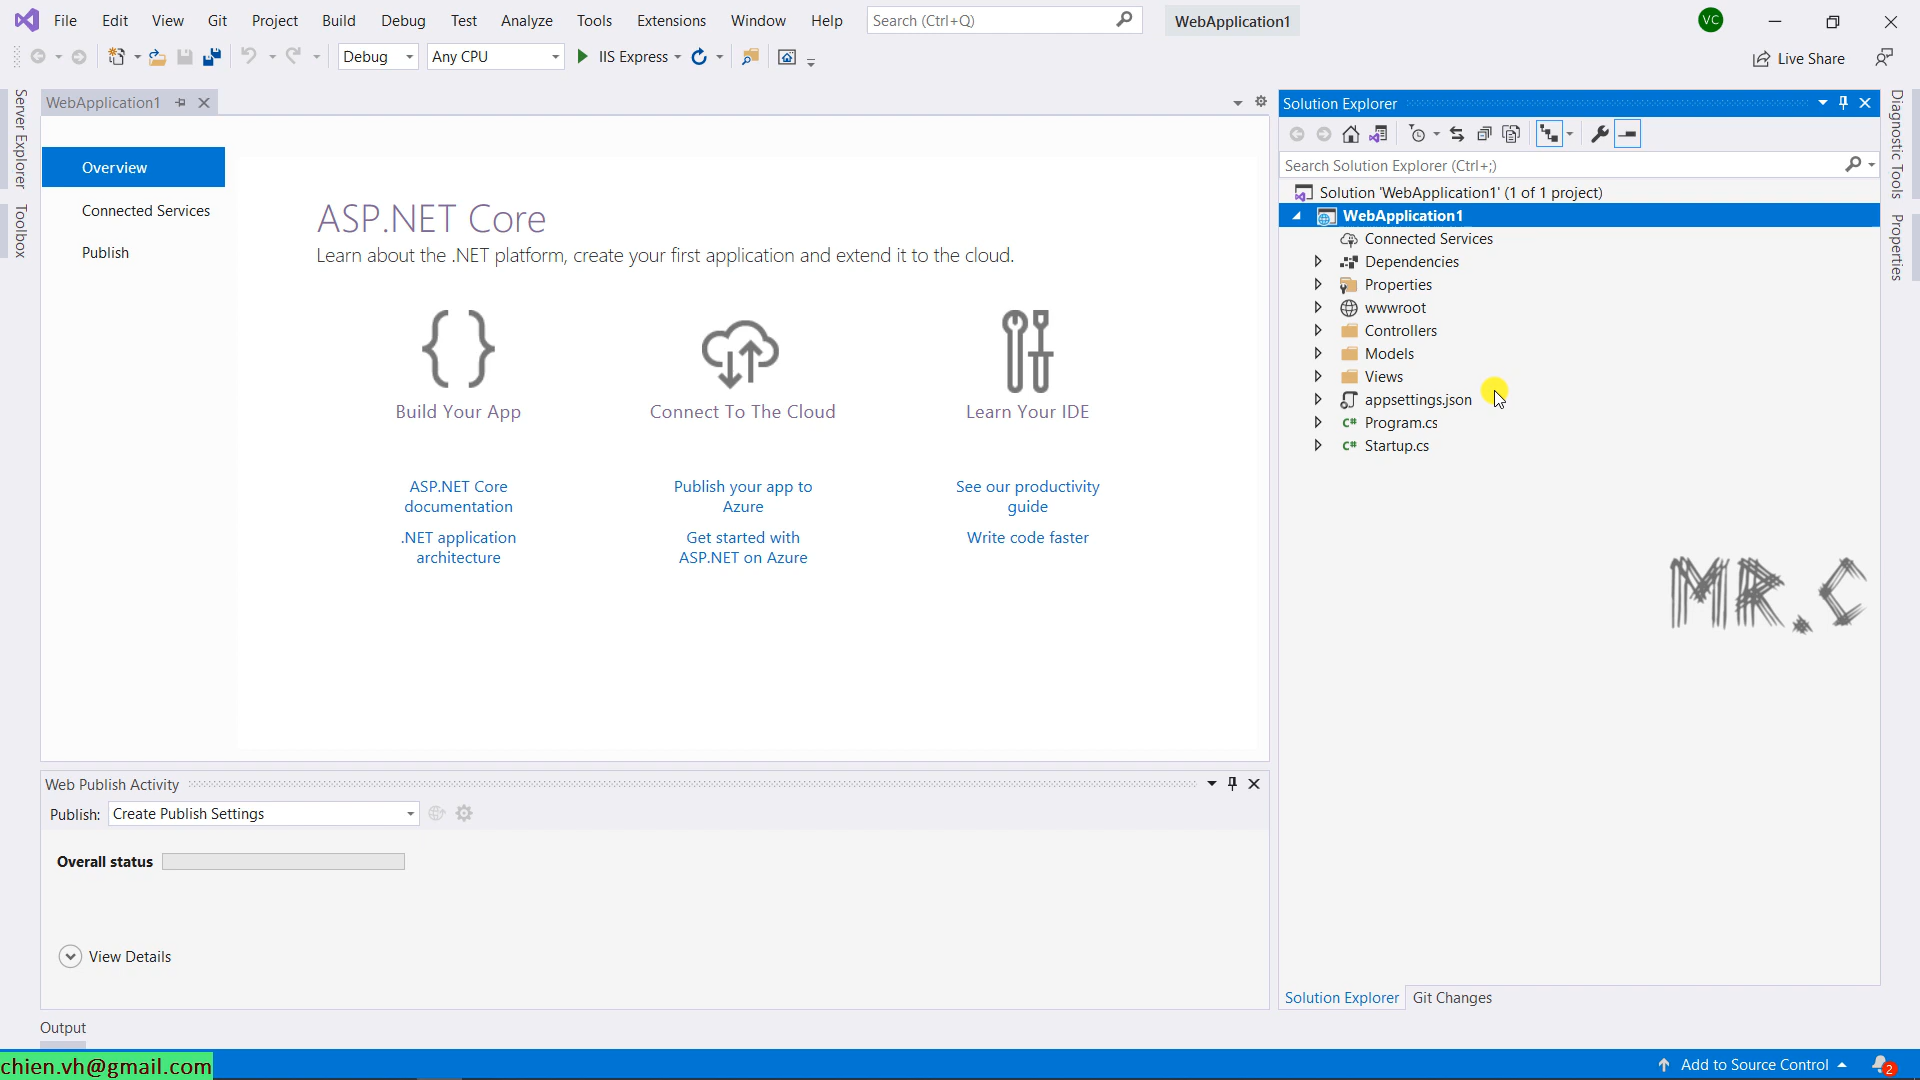 File Edit View Git Project Build Debug Test Analyze Tools Extensions Window Help Search (Ctrl+Q) WebApplication1 VC
Debug Any CPU IIS Express Live Share
Server Explorer
Toolbox
WebApplication1
Overview
Connected Services
Publish
ASP.NET Core
Learn about the .NET platform, create your first application and extend it to the cloud.
Build Your App
Connect To The Cloud
Learn Your IDE
ASP.NET Core
documentation
.NET application
architecture
Publish your app to
Azure
Get started with
ASP.NET on Azure
See our productivity
guide
Write code faster
Web Publish Activity
Publish: Create Publish Settings
Overall status
View Details
Output
Solution Explorer
Search Solution Explorer (Ctrl+;)
Solution 'WebApplication1' (1 of 1 project)
WebApplication1
Connected Services
Dependencies
Properties
wwwroot
Controllers
Models
Views
appsettings.json
C# Program.cs
C# Startup.cs
MR.C
Solution Explorer Git Changes
Diagnostic Tools
Properties
chien.vh@gmail.com
Add to Source Control 2